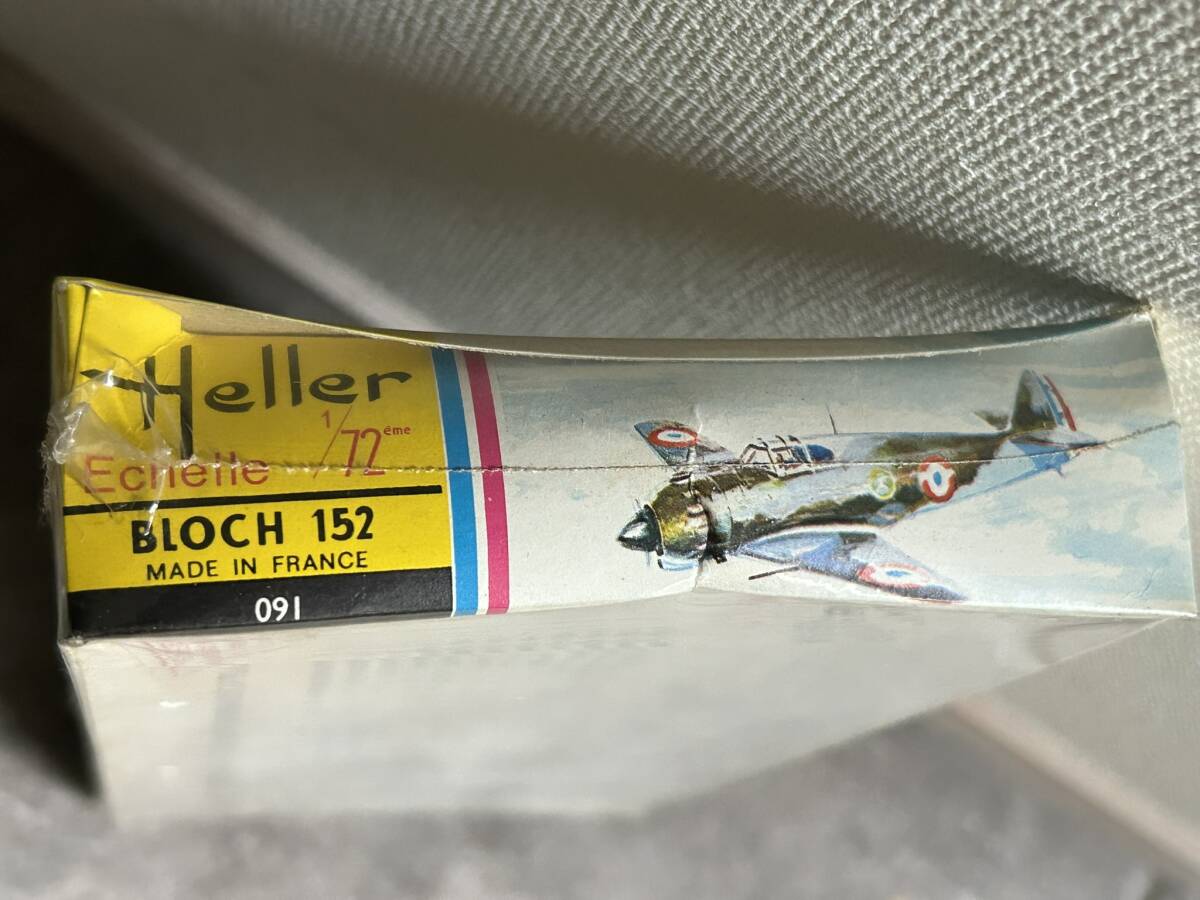 Heller
Echelle 1/72ème
BLOCH 152
MADE IN FRANCE
091